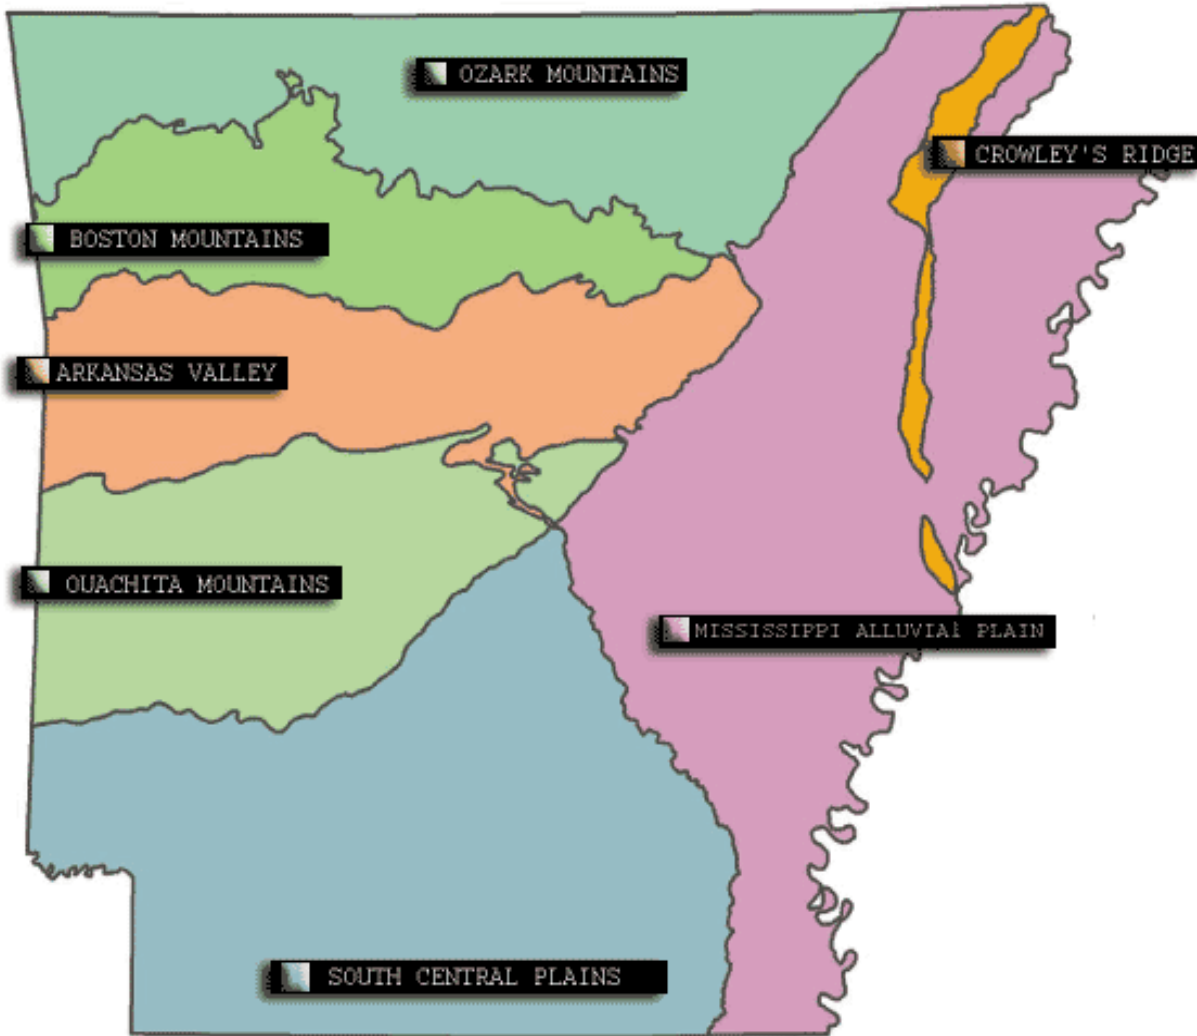 OZARK MOUNTAINS
CROWLEY'S RIDGE
BOSTON MOUNTAINS
ARKANSAS VALLEY
OUACHITA MOUNTAINS
MISSISSIPPI ALLUVIAl PLAIN
SOUTH CENTRAL PLAINS